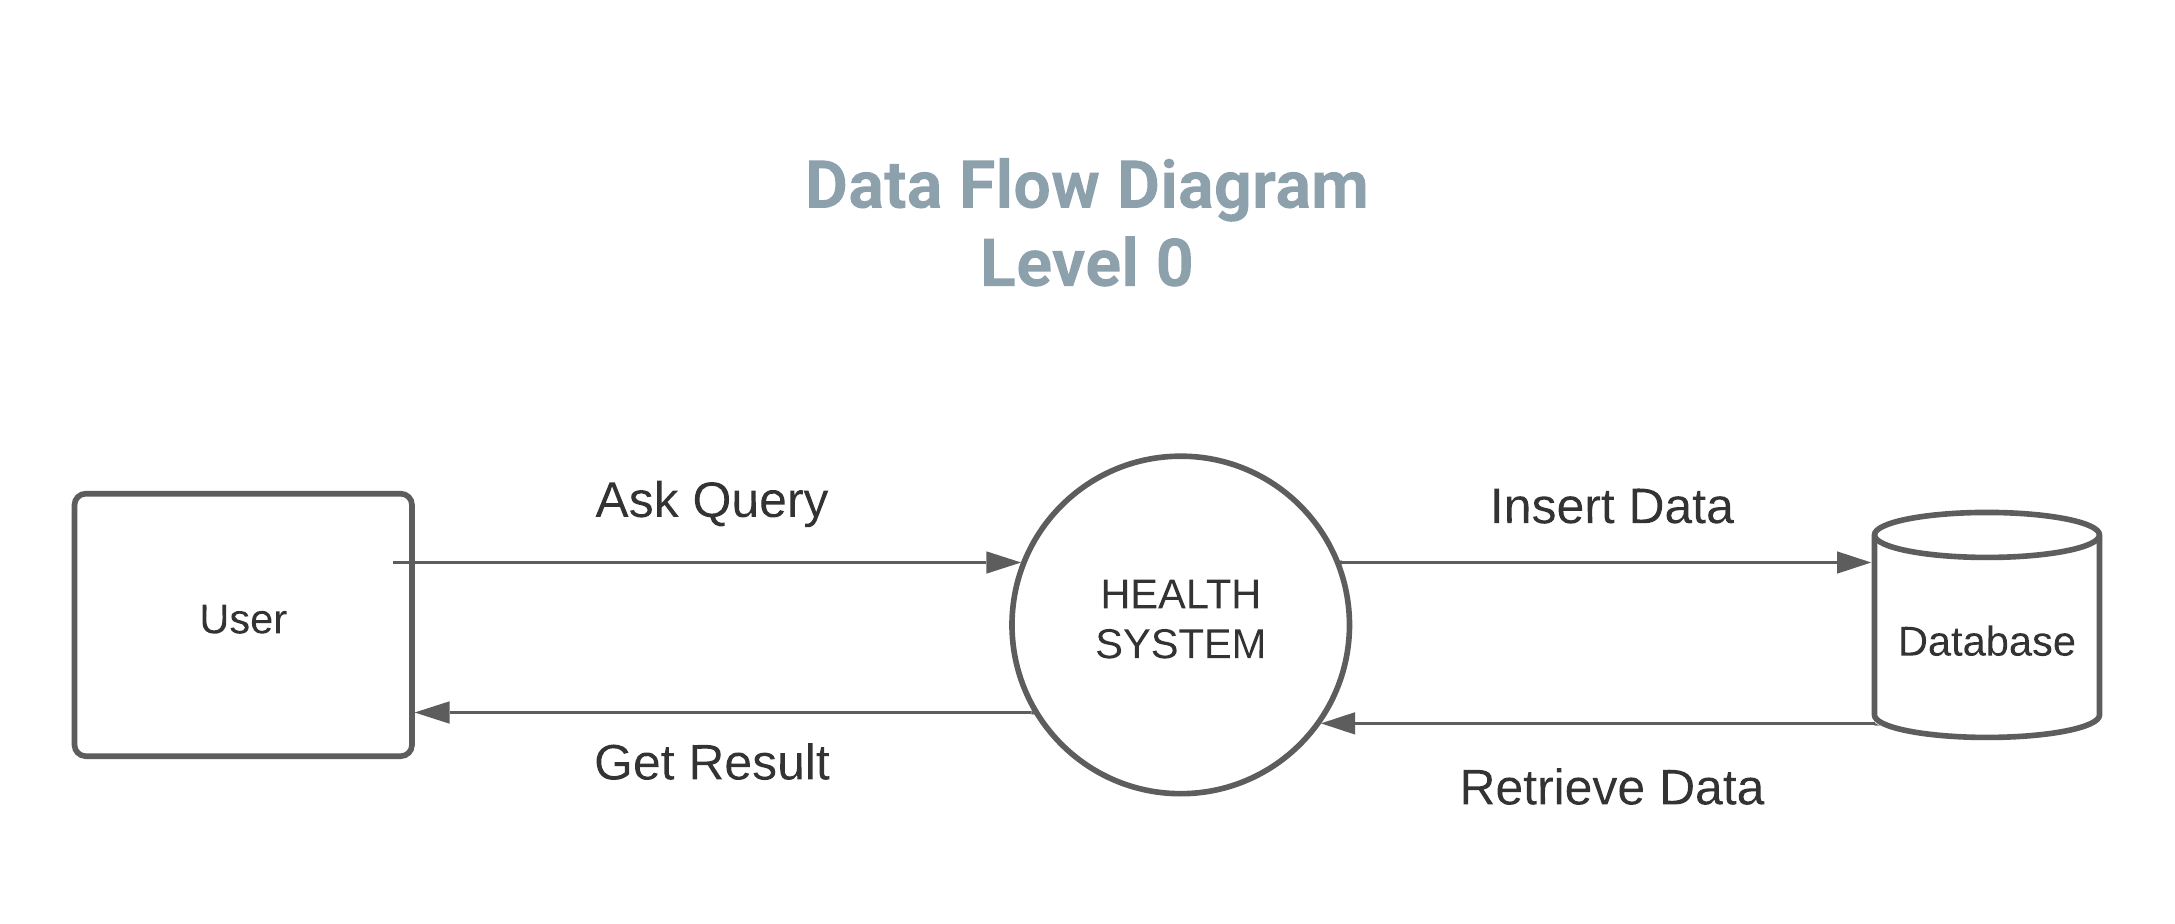 Data Flow Diagram
Level 0
Ask Query
Insert Data
User
HEALTH
SYSTEM
Database
Get Result
Retrieve Data